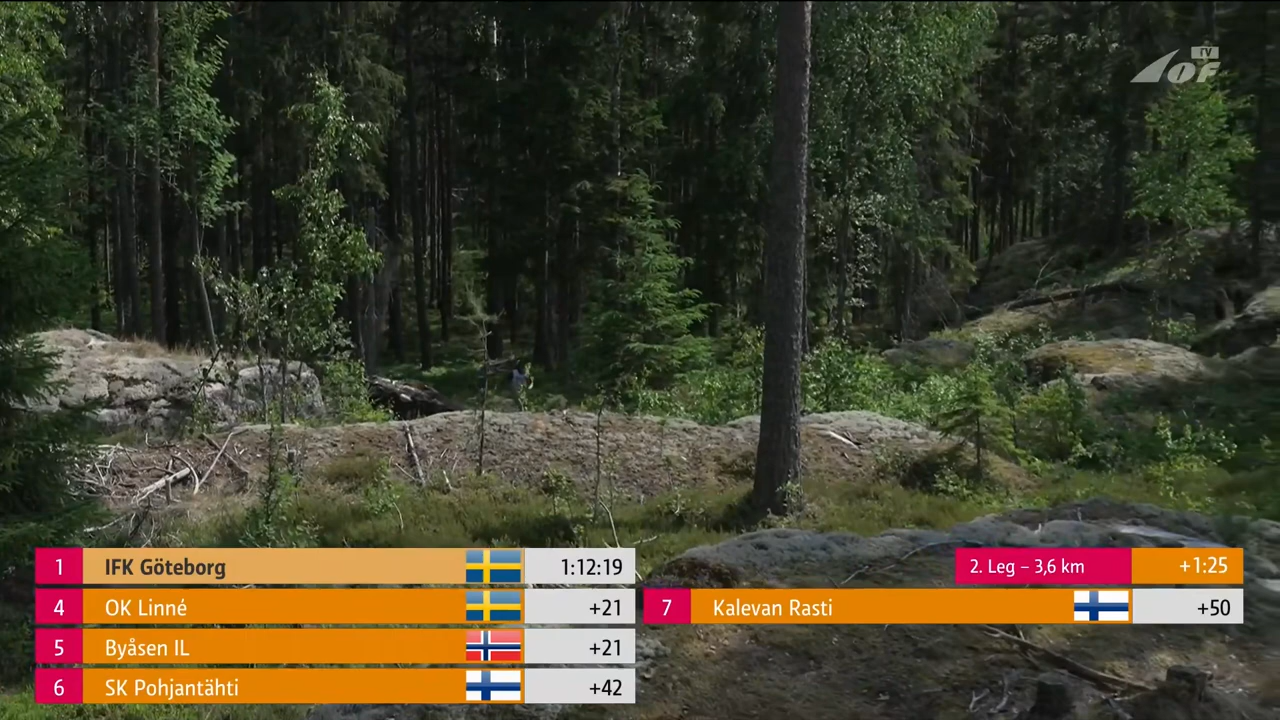 TV
OF
1 IFK Göteborg 1:12:19
4 OK Linné +21
5 Byåsen IL +21
6 SK Pohjantähti +42
2. Leg – 3,6 km +1:25
7 Kalevan Rasti +50